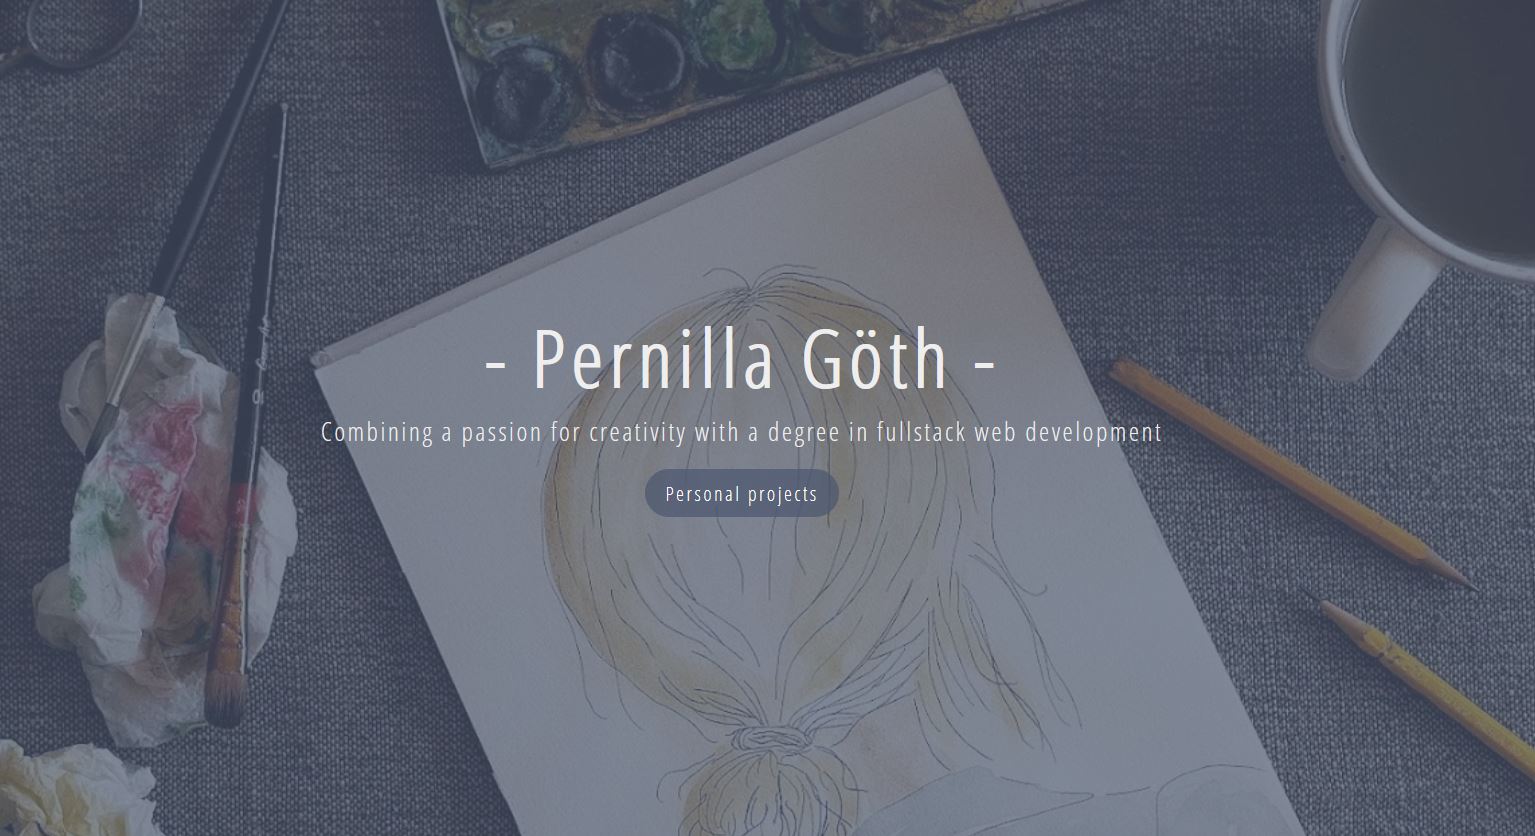 - Pernilla Göth -
Combining a passion for creativity with a degree in fullstack web development
Personal projects